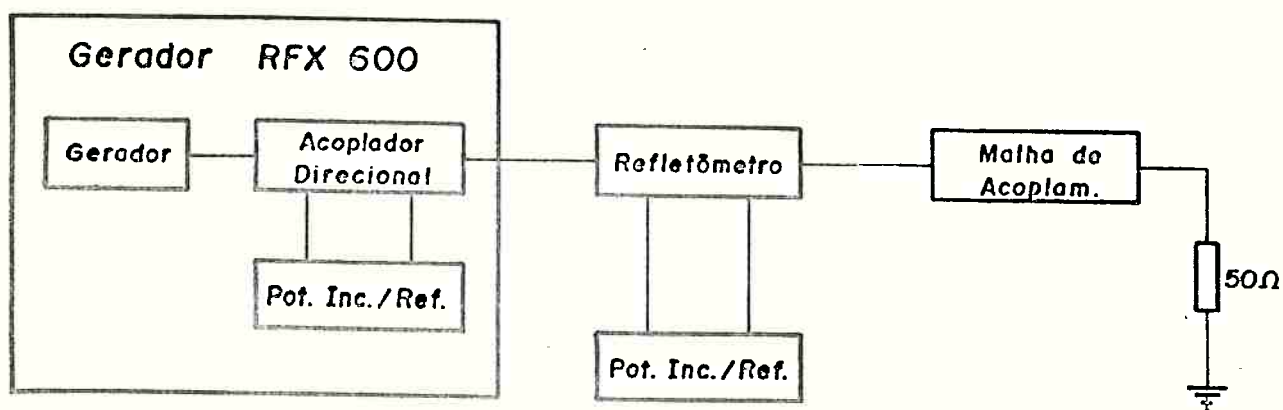 Gerador RFX 600
Gerador
Acoplador
Direcional
Pot. Inc./Ref.
Refletômetro
Pot. Inc./Ref.
Malha de
Acoplam.
50Ω